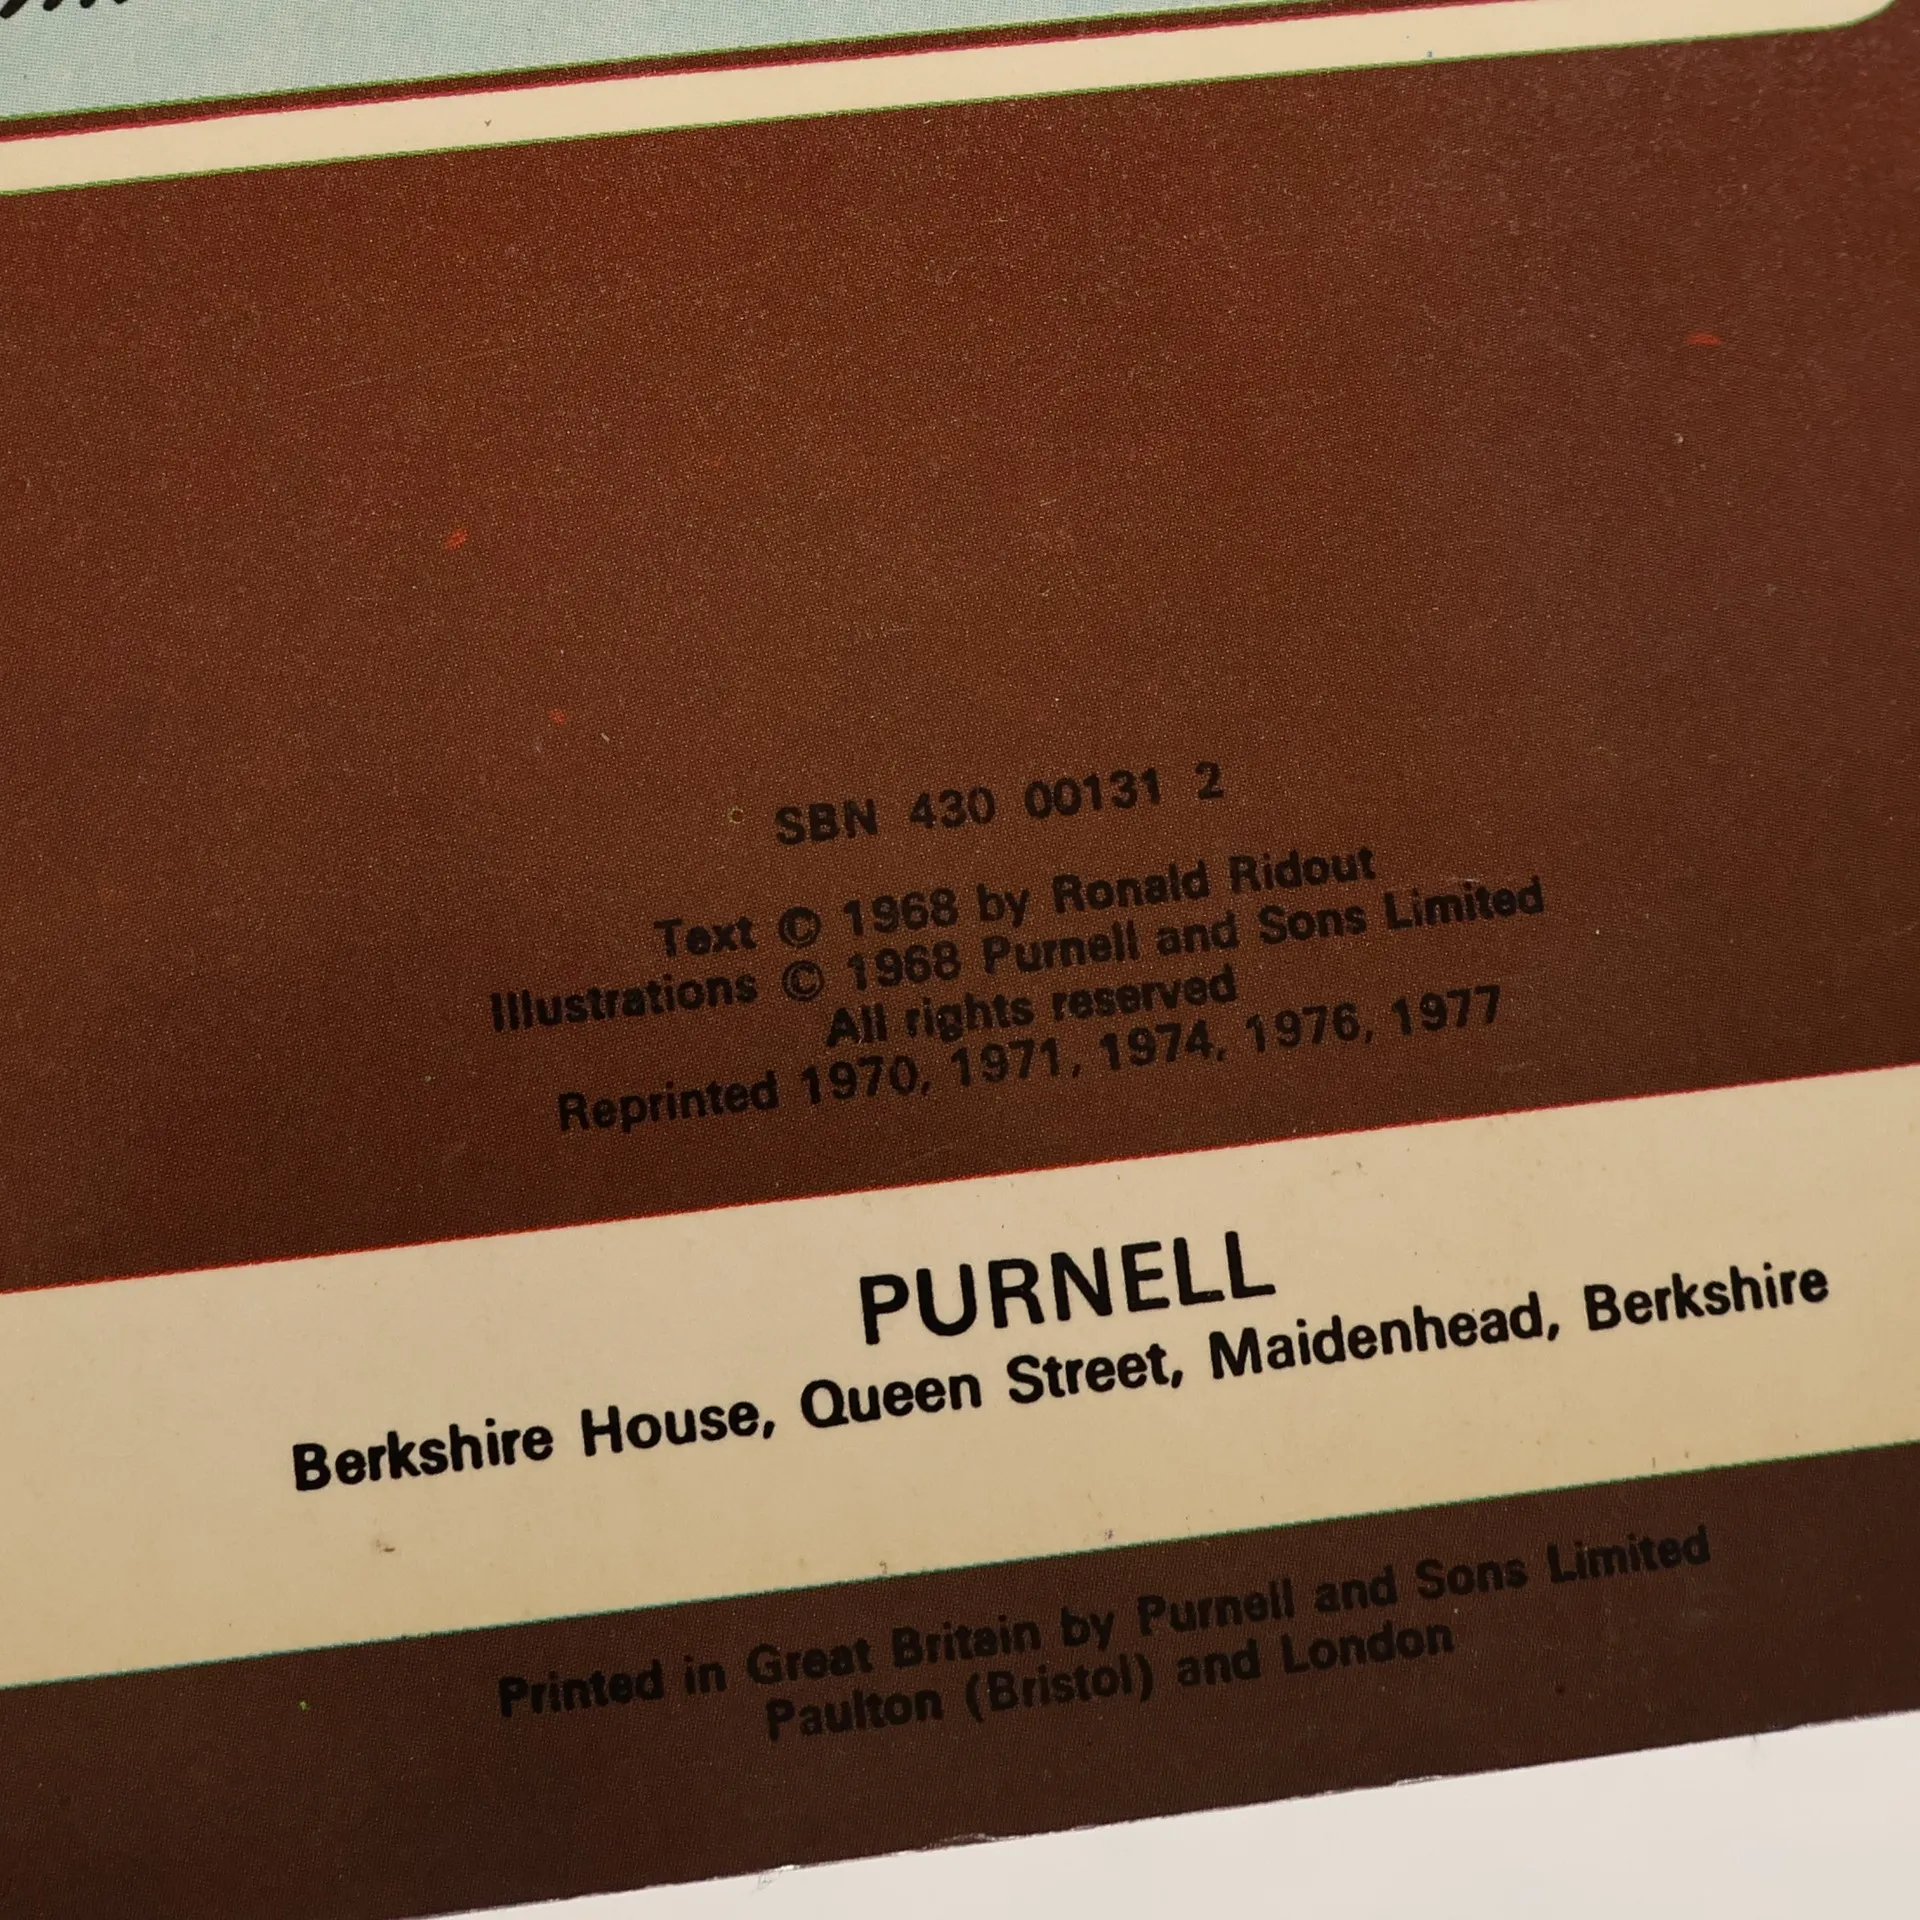 SBN 430 00131 2
Text © 1968 by Ronald Ridout
Illustrations © 1968 Purnell and Sons Limited
All rights reserved
Reprinted 1970, 1971, 1974, 1976, 1977
PURNELL
Berkshire House, Queen Street, Maidenhead, Berkshire
Printed in Great Britain by Purnell and Sons Limited
Paulton (Bristol) and London